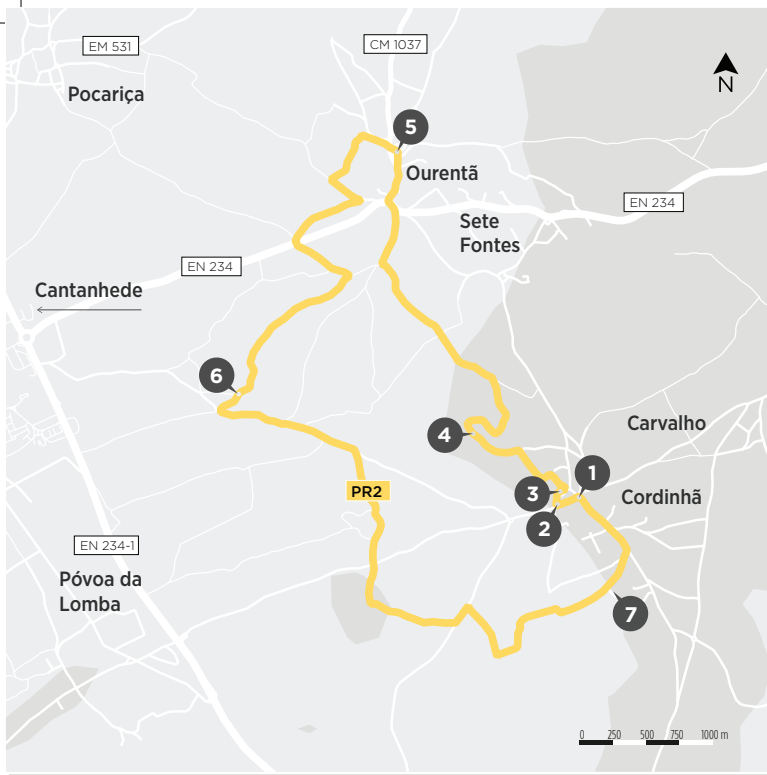 EM 531
CM 1037
Pocariça
N
5
Ourentã
EN 234
Sete
Fontes
EN 234
Cantanhede
6
Carvalho
4
1
3
Cordinhã
PR2
2
EN 234-1
Póvoa da
Lomba
7
0 250 500 750 1000 m